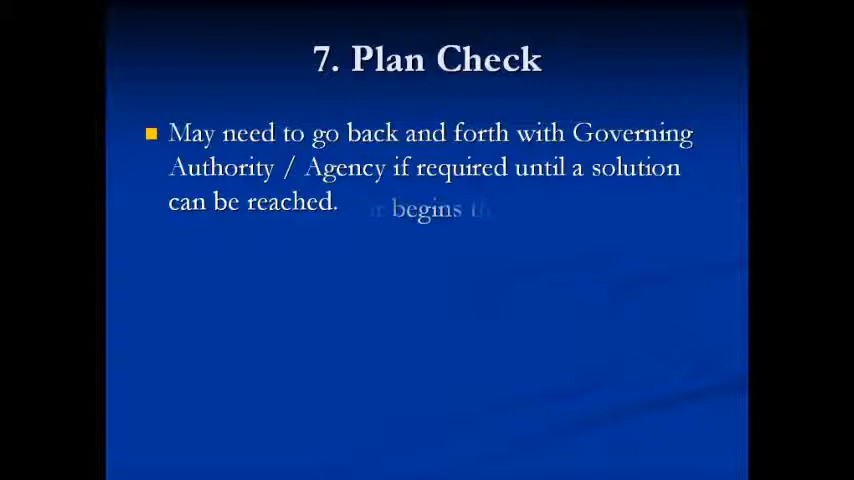 7. Plan Check
May need to go back and forth with Governing
Authority / Agency if required until a solution
can be reached.
begins